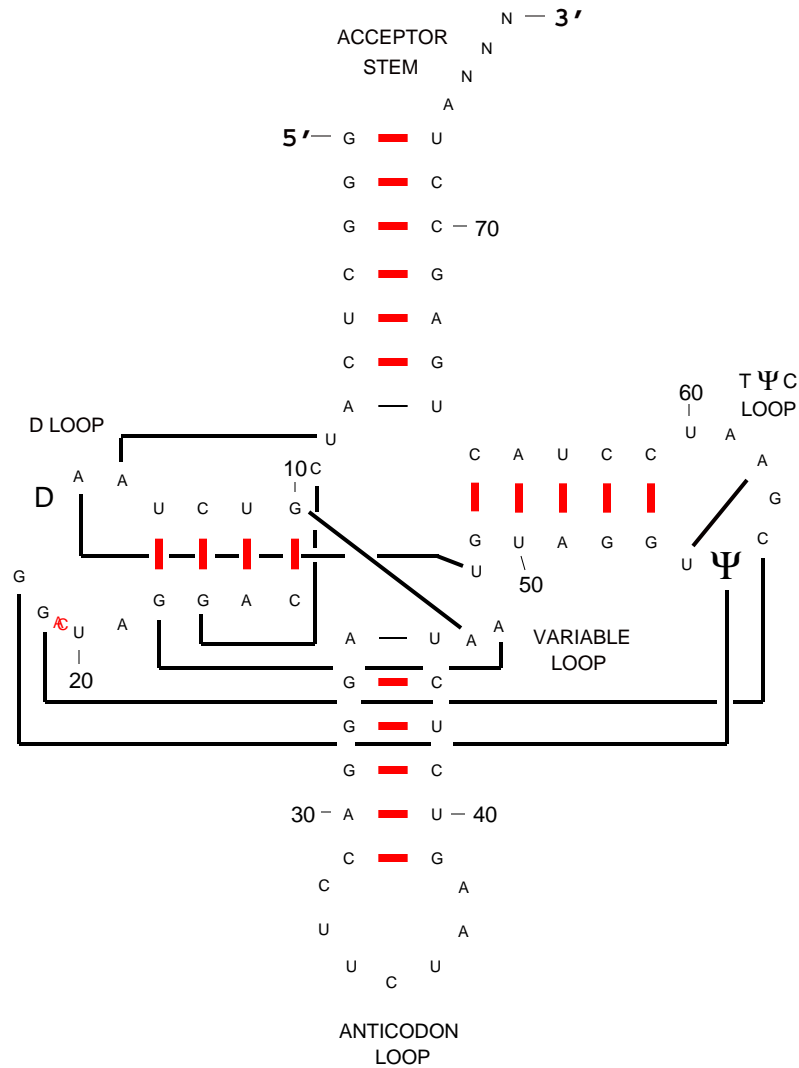 N — 3'
ACCEPTOR
STEM
N
N
A
5' — G U
G C
G C — 70
C G
U A
C G
A — U
60
T Ψ C
LOOP
D LOOP
U
U A
A A
C A U C C
A
10 C
D
U C U G
G
G U G A U
G G A U Ψ
C
U
50
G
G A C U A G G A C
20
A — U A A
VARIABLE
LOOP
G C
G U
G C
30 — A U — 40
C G
C A
U A
U U
C
ANTICODON
LOOP